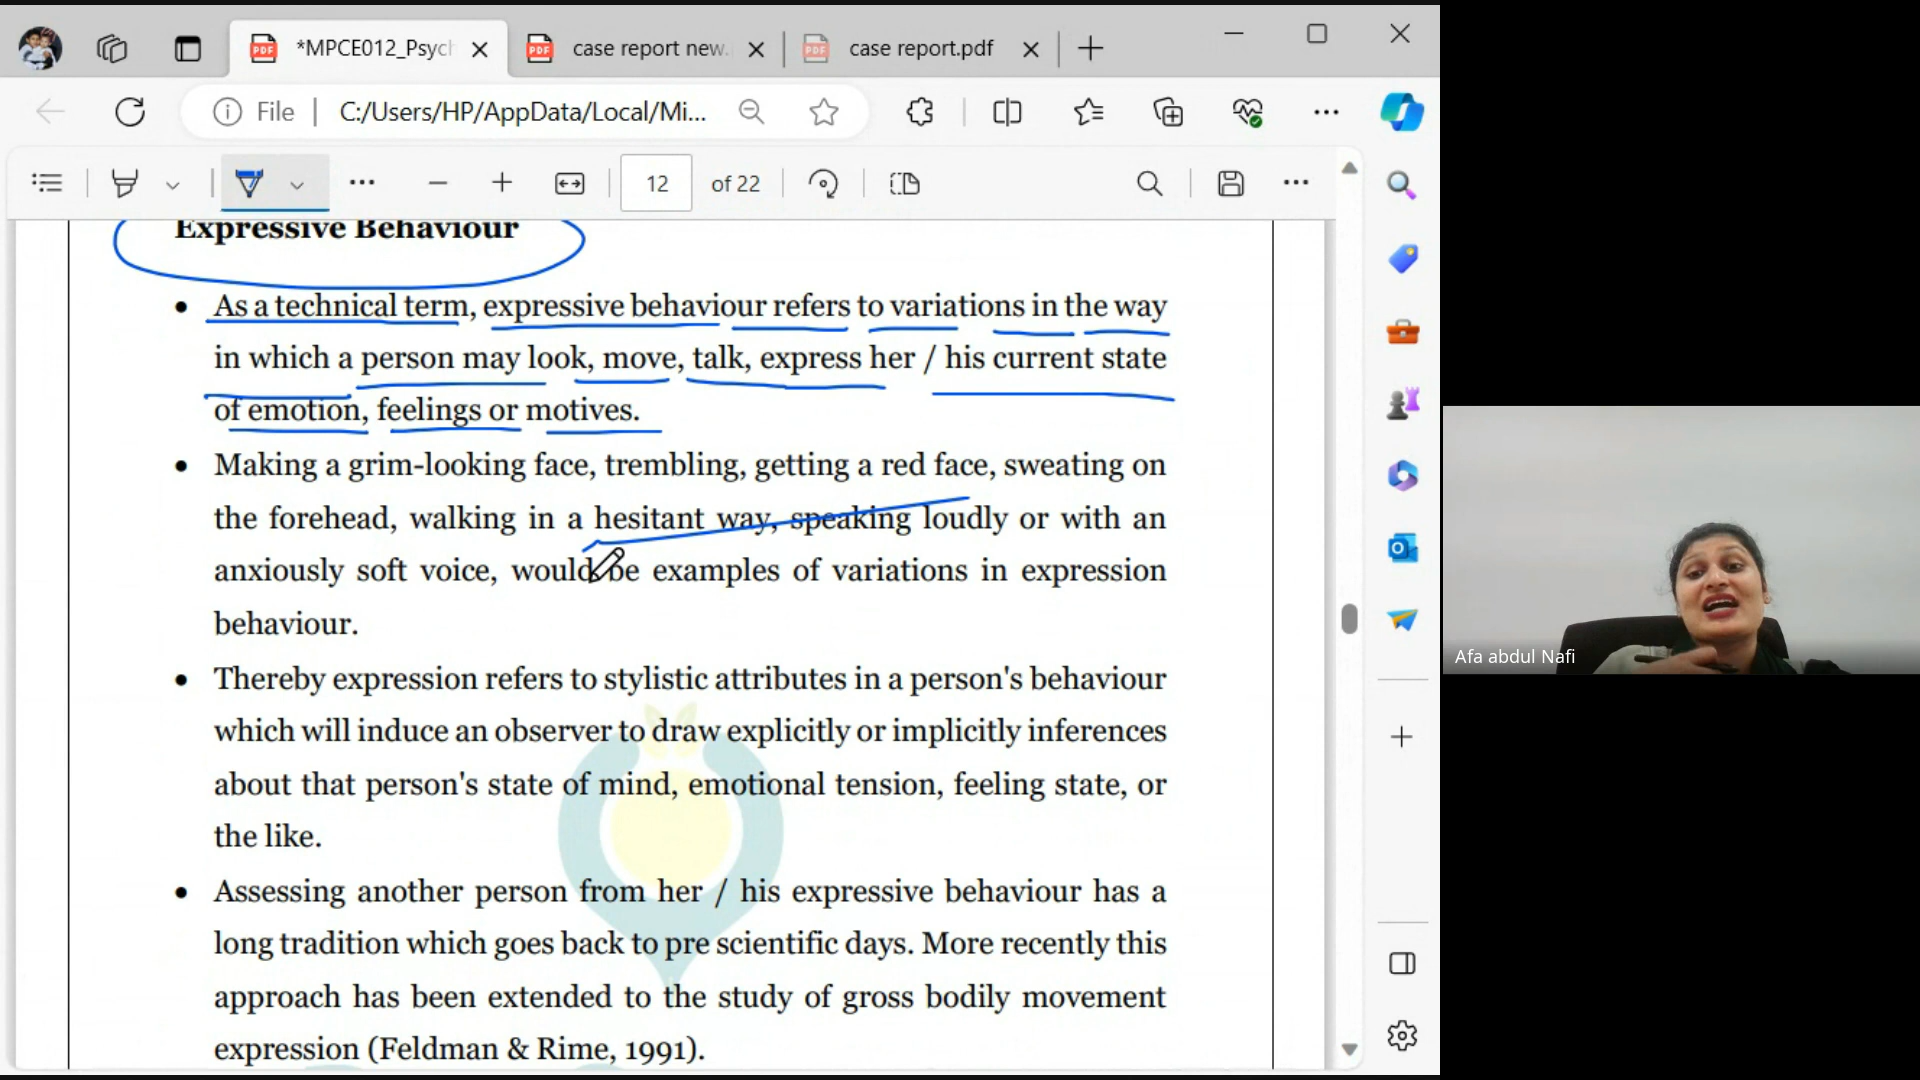 *MPCE012_Psych
case report new.
case report.pdf
File
C:/Users/HP/AppData/Local/Mi...
12
of 22
Expressive Behaviour
• As a technical term, expressive behaviour refers to variations in the way
in which a person may look, move, talk, express her / his current state
of emotion, feelings or motives.
• Making a grim-looking face, trembling, getting a red face, sweating on
the forehead, walking in a hesitant way, speaking loudly or with an
anxiously soft voice, would be examples of variations in expression
behaviour.
• Thereby expression refers to stylistic attributes in a person's behaviour
which will induce an observer to draw explicitly or implicitly inferences
about that person's state of mind, emotional tension, feeling state, or
the like.
• Assessing another person from her / his expressive behaviour has a
long tradition which goes back to pre scientific days. More recently this
approach has been extended to the study of gross bodily movement
expression (Feldman & Rime, 1991).
Afa abdul Nafi